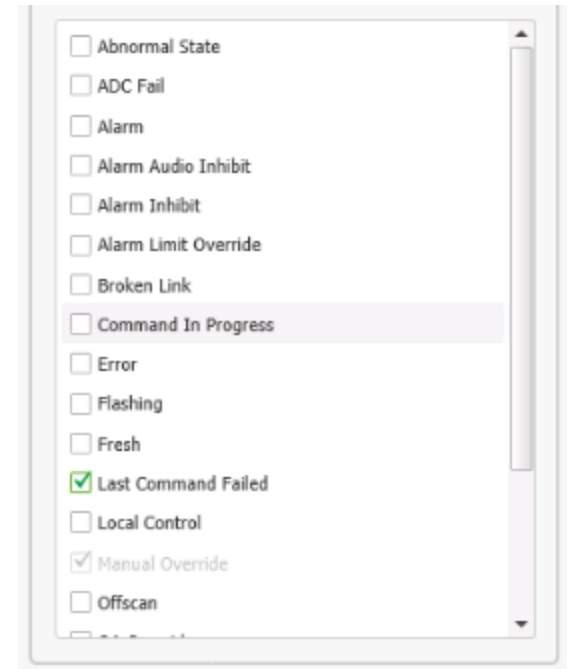 Abnormal State
ADC Fail
Alarm
Alarm Audio Inhibit
Alarm Inhibit
Alarm Limit Override
Broken Link
Command In Progress
Error
Flashing
Fresh
Last Command Failed
Local Control
Manual Override
Offscan